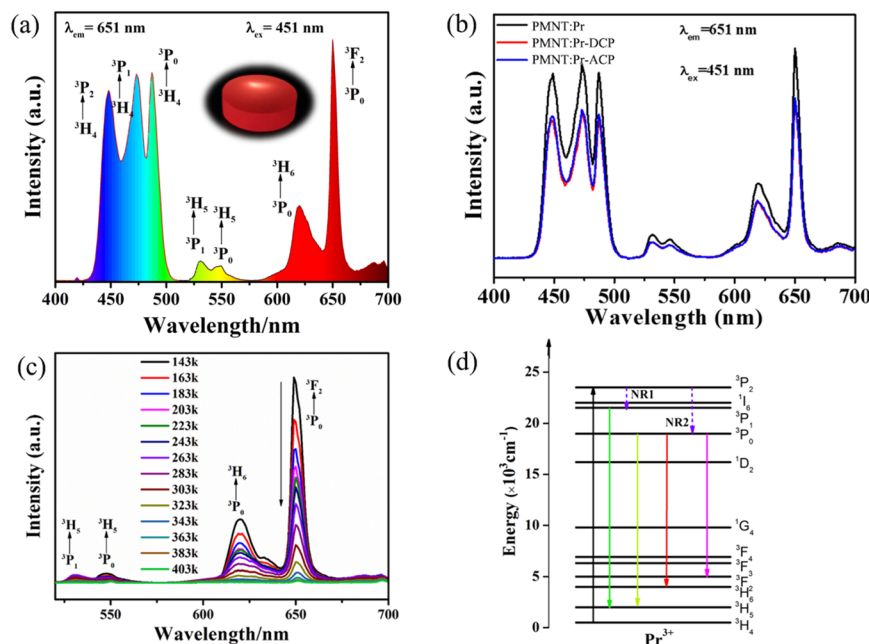 (a)
λem= 651 nm
λex= 451 nm
³P₂
³H₄
³P₁
³H₄
³P₀
³H₄
³H₅
³P₁
³H₅
³P₀
³H₆
³P₀
³F₂
³P₀
Intensity (a.u.)
400 450 500 550 600 650 700
Wavelength/nm
(b)
PMNT:Pr
PMNT:Pr-DCP
PMNT:Pr-ACP
λem=651 nm
λex=451 nm
Intensity (a.u.)
400 450 500 550 600 650 700
Wavelength (nm)
(c)
143k
163k
183k
203k
223k
243k
263k
283k
303k
323k
343k
363k
383k
403k
³F₂
³P₀
³H₆
³P₀
³H₅
³P₁
³H₅
³P₀
Intensity (a.u.)
550 600 650 700
Wavelength/nm
(d)
Energy (×10³cm⁻¹)
25
20
15
10
5
0
NR1
NR2
³P₂
¹I₆
³P₁
³P₀
¹D₂
¹G₄
³F₄
³F₃
³F₂
³H₆
³H₅
³H₄
Pr³⁺